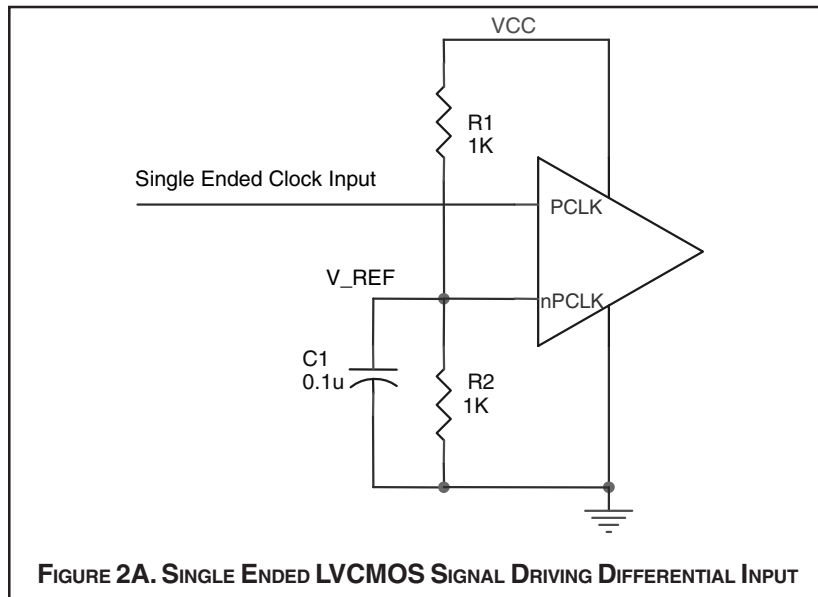 VCC
R1
1K
Single Ended Clock Input
PCLK
V_REF
nPCLK
C1
0.1u
R2
1K
FIGURE 2A. SINGLE ENDED LVCMOS SIGNAL DRIVING DIFFERENTIAL INPUT